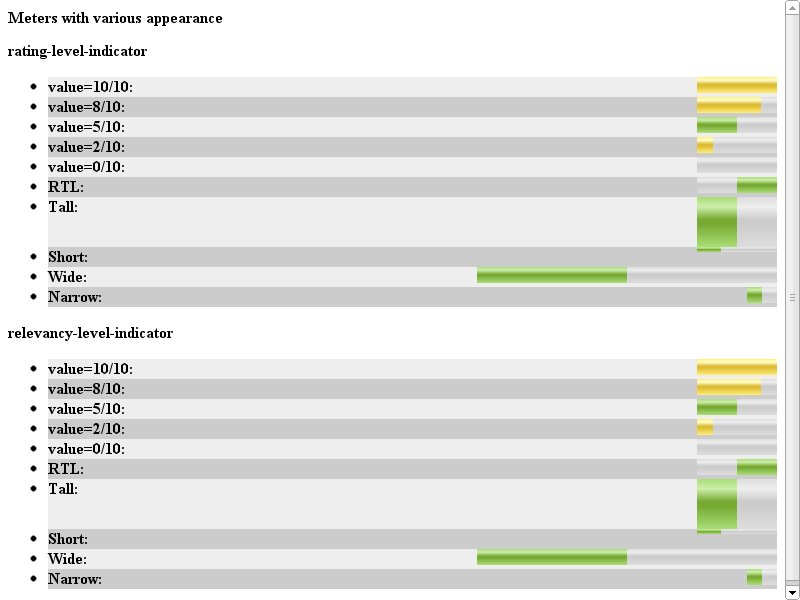 Meters with various appearance
rating-level-indicator
value=10/10:
value=8/10:
value=5/10:
value=2/10:
value=0/10:
RTL:
Tall:
Short:
Wide:
Narrow:
relevancy-level-indicator
value=10/10:
value=8/10:
value=5/10:
value=2/10:
value=0/10:
RTL:
Tall:
Short:
Wide:
Narrow: